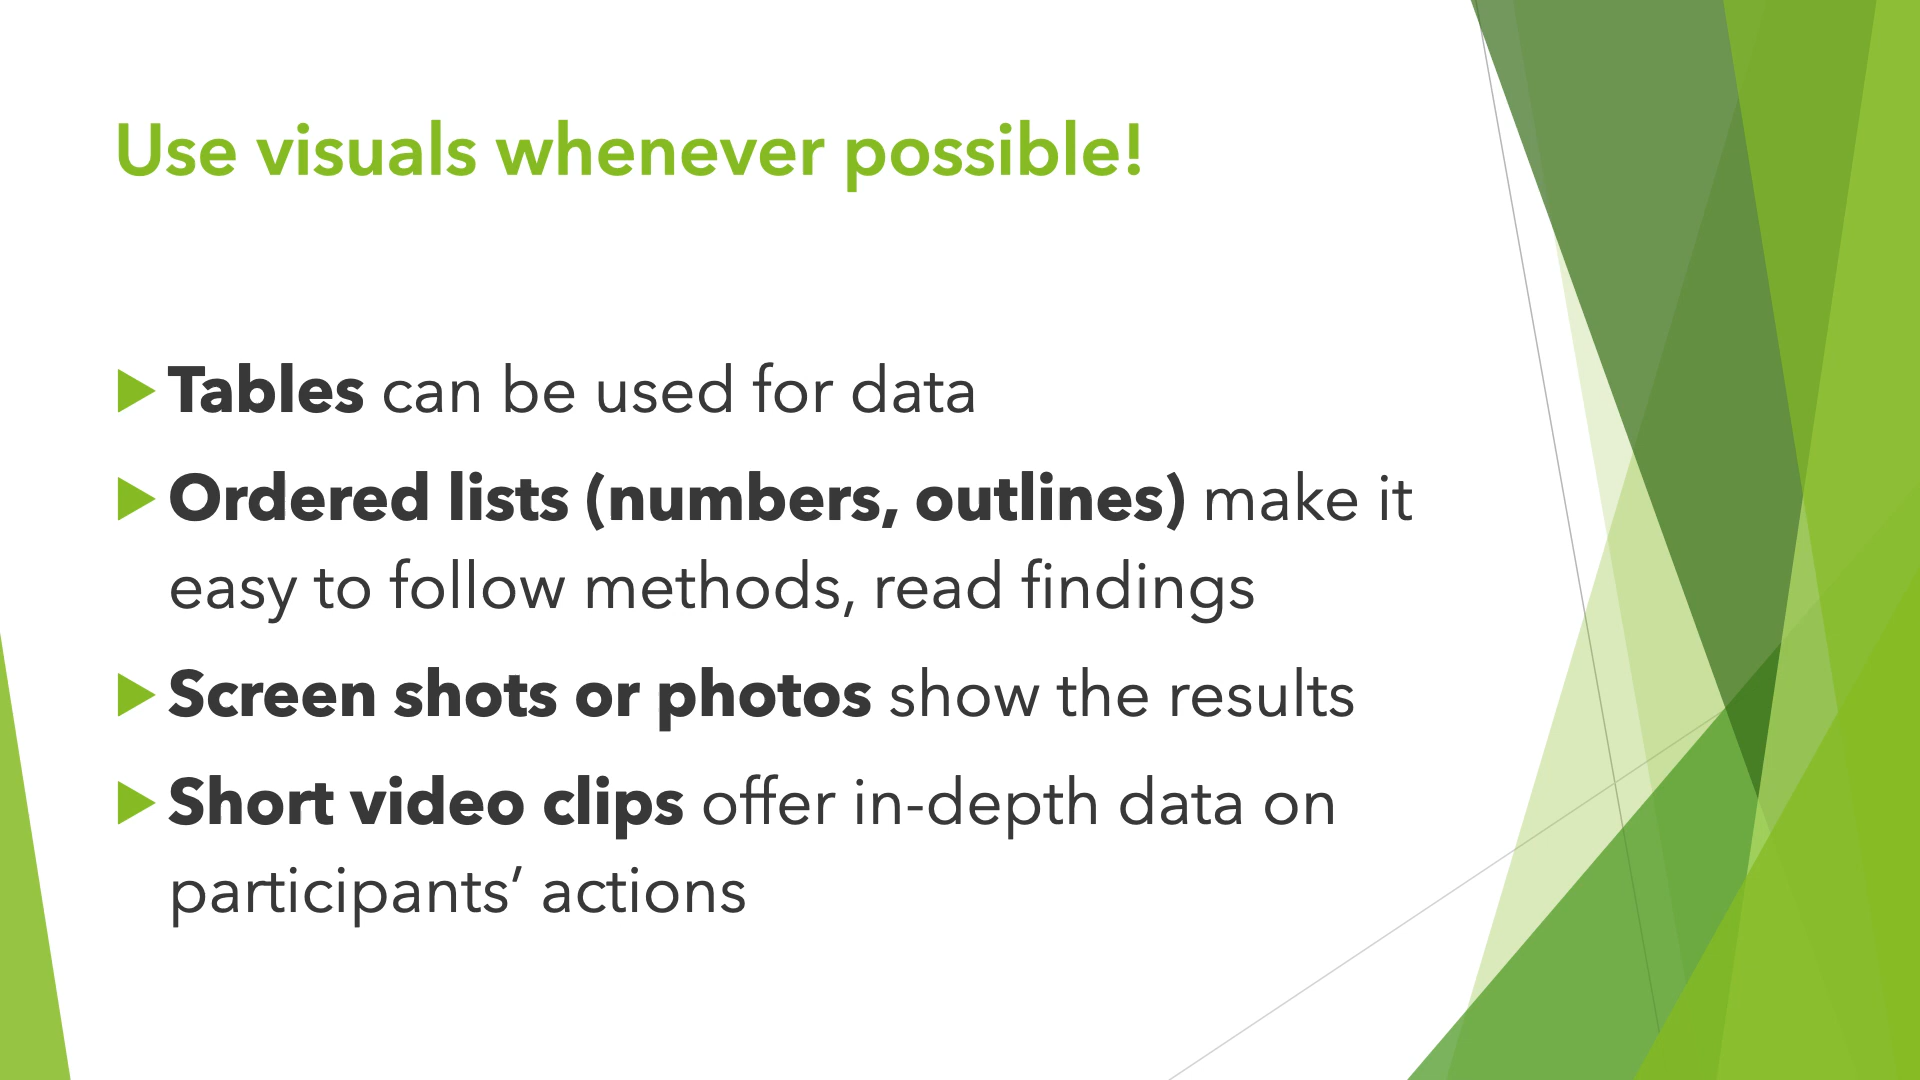 Use visuals whenever possible!
Tables can be used for data
Ordered lists (numbers, outlines) make it
easy to follow methods, read findings
Screen shots or photos show the results
Short video clips offer in-depth data on
participants’ actions